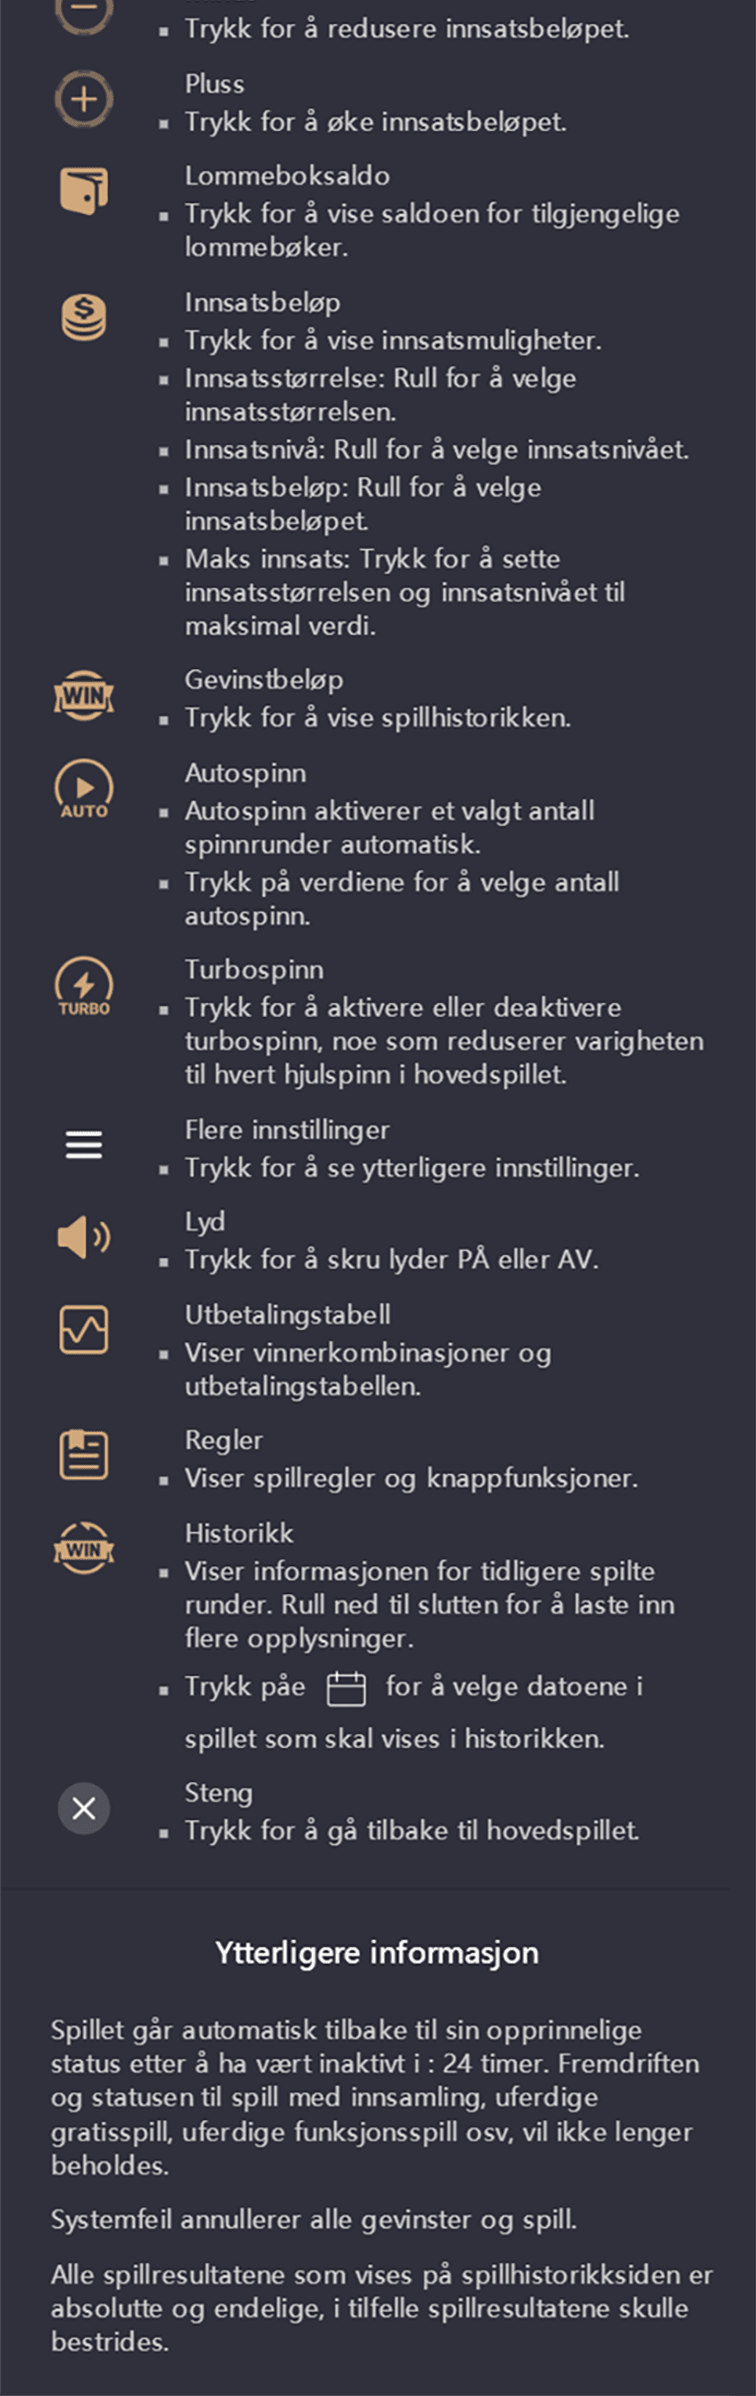 Trykk for å redusere innsatsbeløpet.
Pluss
Trykk for å øke innsatsbeløpet.
Lommeboksaldo
Trykk for å vise saldoen for tilgjengelige
lommebøker.
Innsatsbeløp
Trykk for å vise innsatsmuligheter.
Innsatsstørrelse: Rull for å velge
innsatsstørrelsen.
Innsatsnivå: Rull for å velge innsatsnivået.
Innsatsbeløp: Rull for å velge
innsatsbeløpet.
Maks innsats: Trykk for å sette
innsatsstørrelsen og innsatsnivået til
maksimal verdi.
WIN
Gevinstbeløp
Trykk for å vise spillhistorikken.
AUTO
Autospinn
Autospinn aktiverer et valgt antall
spinnrunder automatisk.
Trykk på verdiene for å velge antall
autospinn.
TURBO
Turbospinn
Trykk for å aktivere eller deaktivere
turbospinn, noe som reduserer varigheten
til hvert hjulspinn i hovedspillet.
Flere innstillinger
Trykk for å se ytterligere innstillinger.
Lyd
Trykk for å skru lyder PÅ eller AV.
Utbetalingstabell
Viser vinnerkombinasjoner og
utbetalingstabellen.
Regler
Viser spillregler og knappfunksjoner.
WIN
Historikk
Viser informasjonen for tidligere spilte
runder. Rull ned til slutten for å laste inn
flere opplysninger.
Trykk påe for å velge datoene i
spillet som skal vises i historikken.
Steng
Trykk for å gå tilbake til hovedspillet.
Ytterligere informasjon
Spillet går automatisk tilbake til sin opprinnelige
status etter å ha vært inaktivt i : 24 timer. Fremdriften
og statusen til spill med innsamling, uferdige
gratisspill, uferdige funksjonsspill osv, vil ikke lenger
beholdes.
Systemfeil annullerer alle gevinster og spill.
Alle spillresultatene som vises på spillhistorikksiden er
absolutte og endelige, i tilfelle spillresultatene skulle
bestrides.